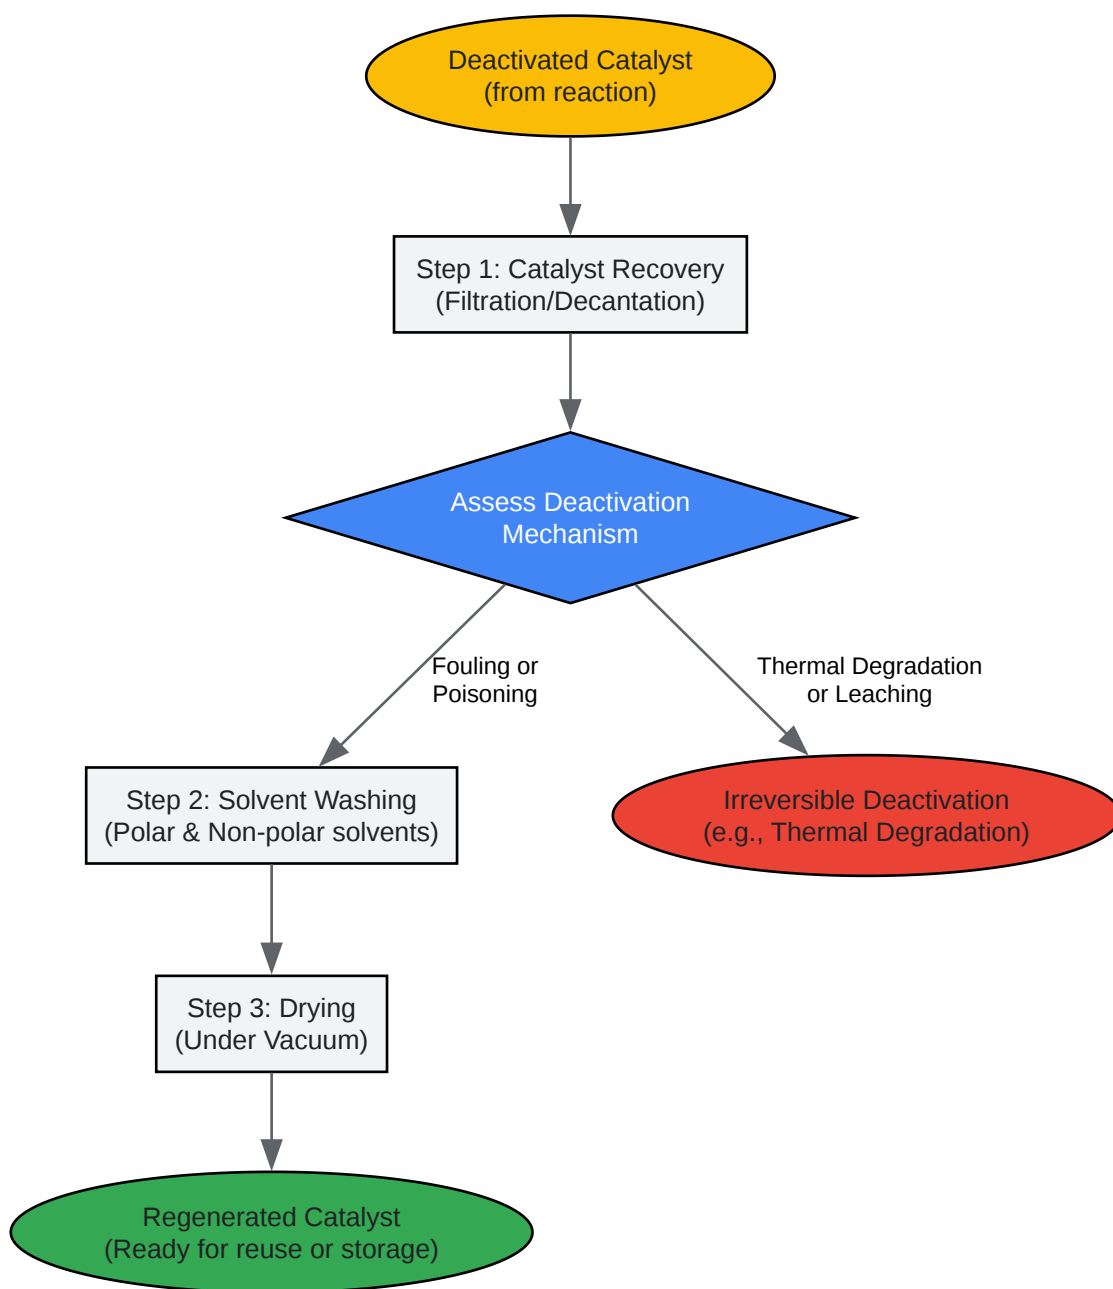 Deactivated Catalyst
(from reaction)
Step 1: Catalyst Recovery
(Filtration/Decantation)
Assess Deactivation
Mechanism
Fouling or
Poisoning
Thermal Degradation
or Leaching
Step 2: Solvent Washing
(Polar & Non-polar solvents)
Irreversible Deactivation
(e.g., Thermal Degradation)
Step 3: Drying
(Under Vacuum)
Regenerated Catalyst
(Ready for reuse or storage)